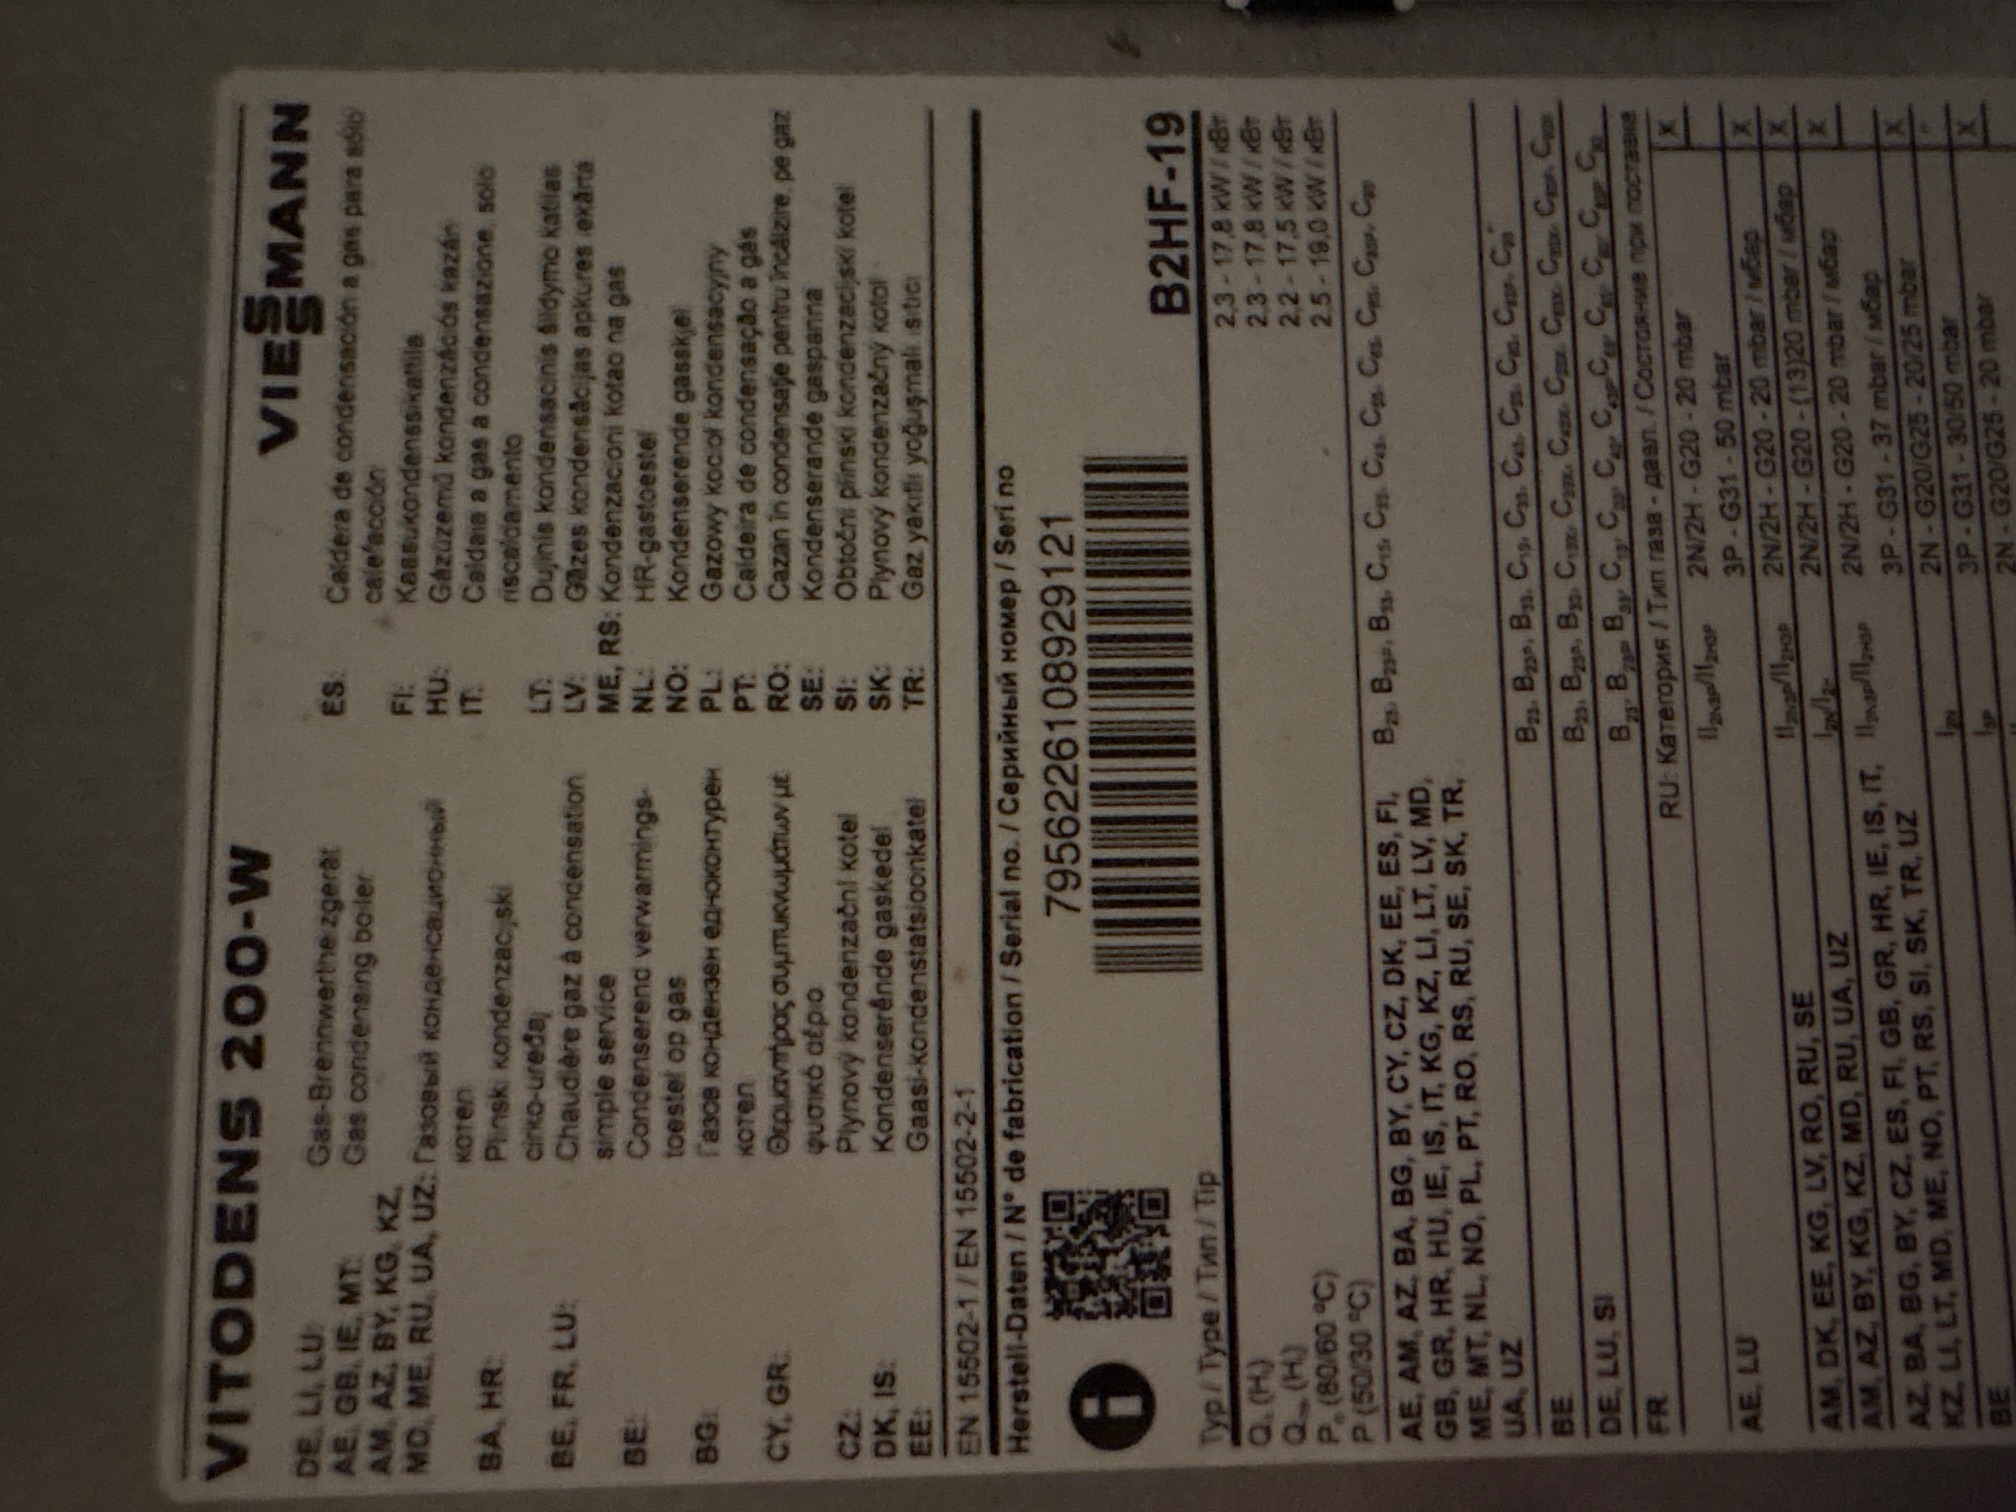 VITODENS 200-W
VIESSMANN
DE, LI, LU: Gas-Brennwertheizgerät
AE, GB, IE, MT: Gas condensing boiler
AM, AZ, BY, KG, KZ,
MD, ME, RU, UA, UZ: Газовый конденсационный
котел
BA, HR: Plinski kondenzacijski
cirko-uređaj
BE, FR, LU: Chaudière gaz à condensation
simple service
BE: Condenserend verwarmings-
toestel op gas
BG: Газов кондензен едноконтурен
котел
CY, GR: Θερμαντήρας συμπυκνωμάτων με
φυσικό αέριο
CZ: Plynový kondenzační kotel
DK, IS: Kondenserende gaskedel
EE: Gaasi-kondenstatsioonkatel
ES: Caldera de condensación a gas para sólo
calefacción
FI: Kaasukondenssikattila
HU: Gázüzemű kondenzációs kazán
IT: Caldaia a gas a condensazione, solo
riscaldamento
LT: Dujinis kondensacinis šildymo katilas
LV: Gāzes kondensācijas apkures iekārta
ME, RS: Kondenzacioni kotao na gas
NL: HR-gastoestel
NO: Kondenserende gasskjel
PL: Gazowy kocioł kondensacyjny
PT: Caldeira de condensação a gás
RO: Cazan în condensaţie pentru încălzire, pe gaz
SE: Kondenserande gaspanna
SI: Obtočni plinski kondenzacijski kotel
SK: Plynový kondenzačný kotol
TR: Gaz yakıtlı yoğuşmalı ısıtıcı
EN 15502-1 / EN 15502-2-1
Herstell-Daten / N° de fabrication / Serial no. / Серийный номер / Seri no
7956226108929121
Typ / Type / Тип / Tip B2HF-19
2,3 - 17,8 kW / кВт
2,3 - 17,8 kW / кВт
Pn (80/60 °C) 2,2 - 17,5 kW / кВт
P (50/30 °C) 2,5 - 19,0 kW / кВт
AE, AM, AZ, BA, BG, BY, CY, CZ, DK, EE, ES, FI,
GB, GR, HR, HU, IE, IS, IT, KG, KZ, LI, LT, LV, MD,
ME, MT, NL, NO, PL, PT, RO, RS, RU, SE, SK, TR,
UA, UZ
BE
DE, LU, SI
FR
RU: Категория / Тип газа - давл. / Состояние при поставке
2N/2H - G20 - 20 mbar X
3P - G31 - 50 mbar
AE, LU 2N/2H - G20 - 20 mbar / мбар X
AM, DK, EE, KG, LV, RO, RU, SE 2N/2H - G20 - (13)20 mbar / мбар X
AM, AZ, BY, KG, KZ, MD, RU, UA, UZ 2N/2H - G20 - 20 mbar / мбар X
AZ, BA, BG, BY, CZ, ES, FI, GB, GR, HR, IE, IS, IT, 3P - G31 - 37 mbar / мбар
KZ, LI, LT, MD, ME, NO, PT, RS, SI, SK, TR, UZ
2N - G20/G25 - 20/25 mbar X
3P - G31 - 30/50 mbar
BE 2N - G20/G25 - 20 mbar X